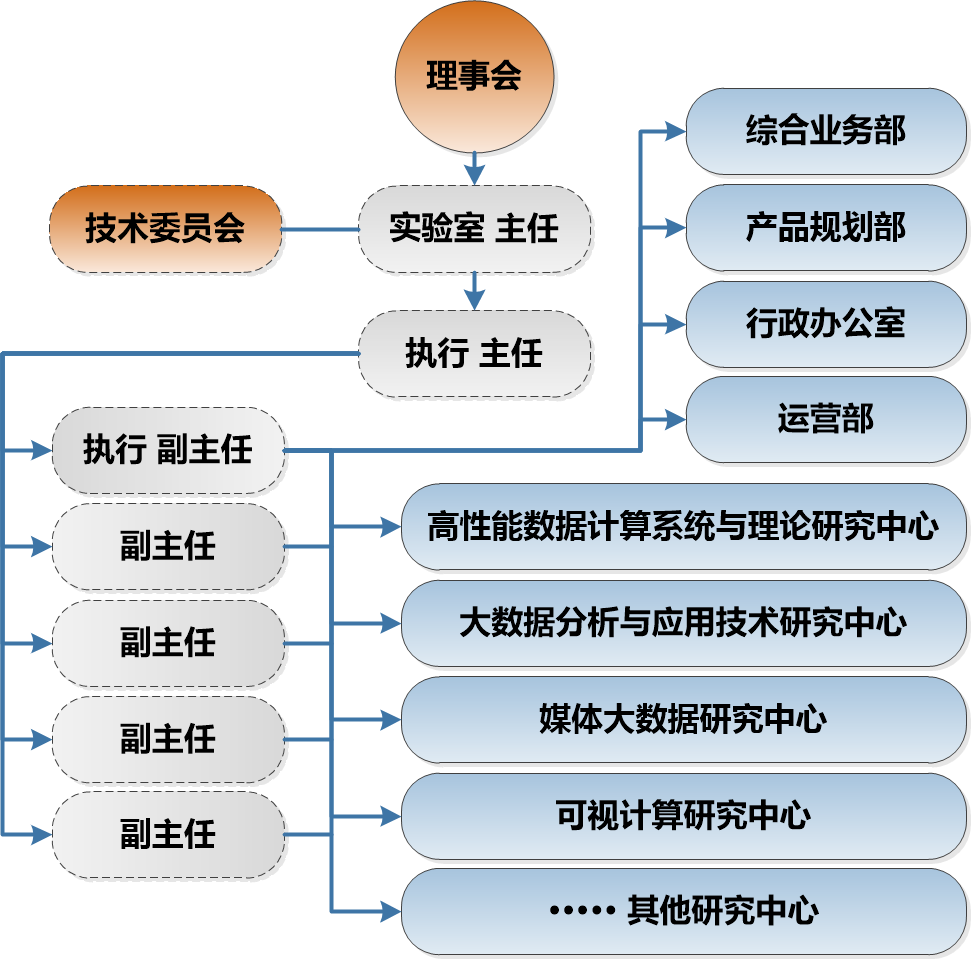 理事会
技术委员会
实验室 主任
执行 主任
综合业务部
产品规划部
行政办公室
运营部
执行 副主任
副主任
副主任
副主任
副主任
高性能数据计算系统与理论研究中心
大数据分析与应用技术研究中心
媒体大数据研究中心
可视计算研究中心
••••• 其他研究中心